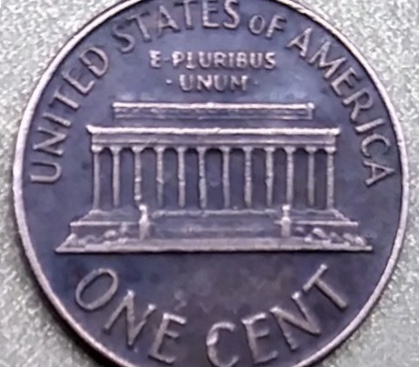 UNITED STATES OF AMERICA
E·PLURIBUS
·UNUM·
ONE CENT